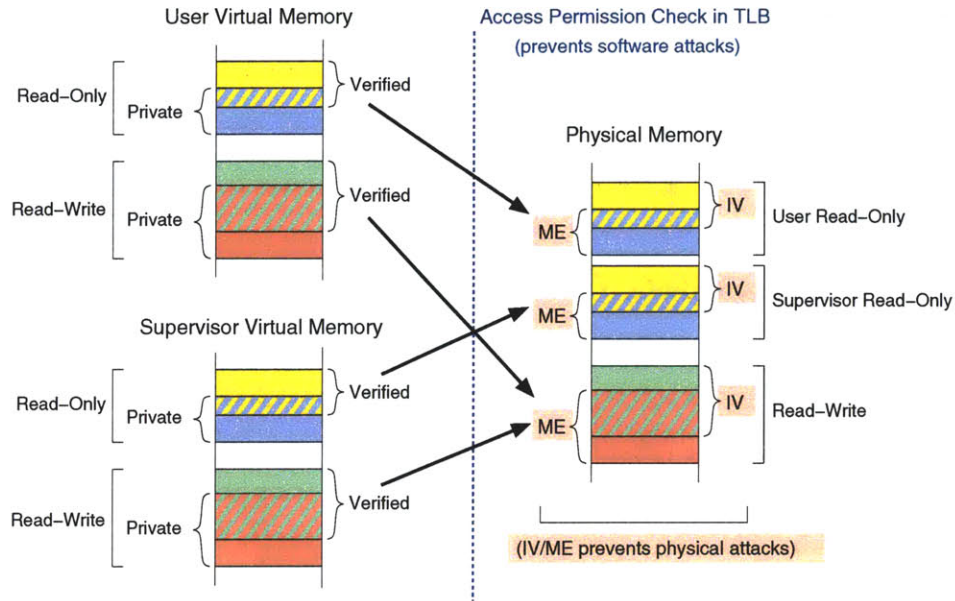 User Virtual Memory
Read-Only
Private
Verified
Read-Write
Private
Verified
Supervisor Virtual Memory
Read-Only
Private
Verified
Read-Write
Private
Verified
Access Permission Check in TLB
(prevents software attacks)
Physical Memory
ME
IV
User Read-Only
ME
IV
Supervisor Read-Only
ME
IV
Read-Write
(IV/ME prevents physical attacks)